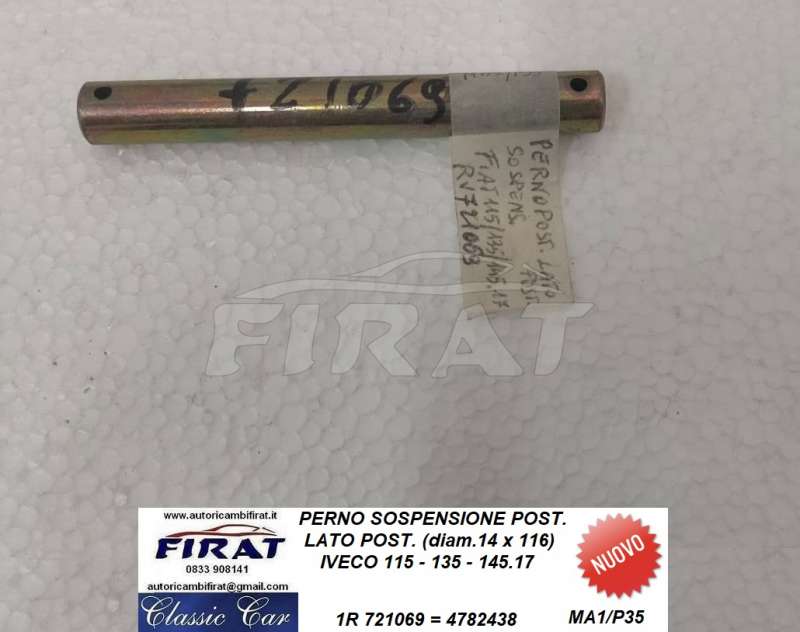 721069
PERNO POST. LATO
POST.
SOSPENS.
FIAT 115/135/145.17
FIRAT
www.autoricambifirat.it
FIRAT
0833 908141
autoricambifirat@gmail.com
Classic Car
PERNO SOSPENSIONE POST.
LATO POST. (diam.14 x 116)
IVECO 115 - 135 - 145.17
1R 721069 = 4782438
NUOVO
MA1/P35